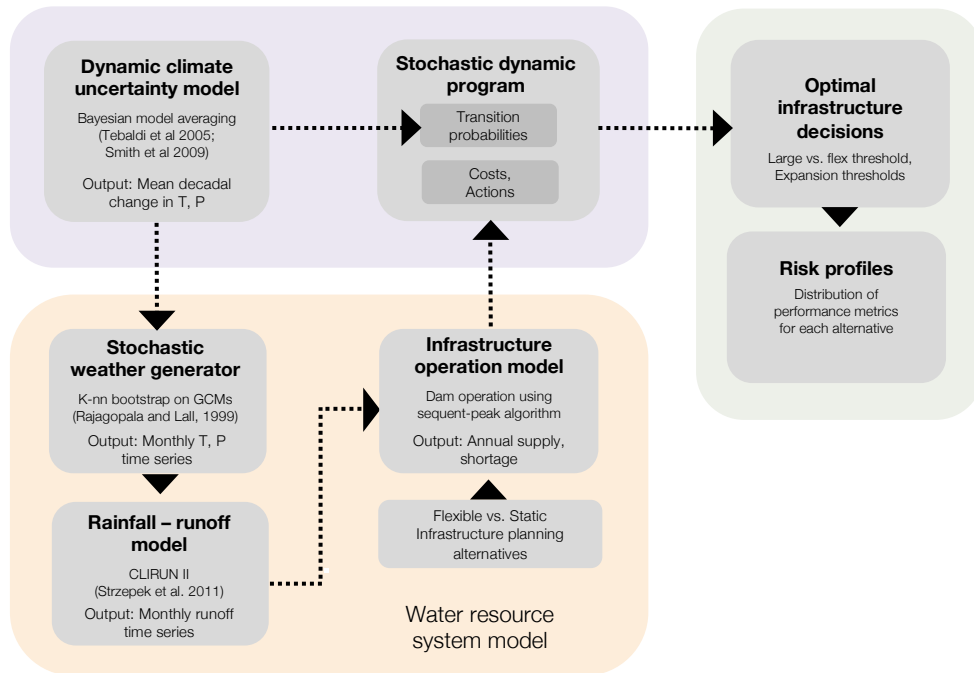 Dynamic climate
uncertainty model
Bayesian model averaging
(Tebaldi et al 2005;
Smith et al 2009)
Output: Mean decadal
change in T, P
Stochastic dynamic
program
Transition
probabilities
Costs,
Actions
Optimal
infrastructure
decisions
Large vs. flex threshold,
Expansion thresholds
Risk profiles
Distribution of
performance metrics
for each alternative
Stochastic
weather generator
K-nn bootstrap on GCMs
(Rajagopala and Lall, 1999)
Output: Monthly T, P
time series
Rainfall – runoff
model
CLIRUN II
(Strzepek et al. 2011)
Output: Monthly runoff
time series
Infrastructure
operation model
Dam operation using
sequent-peak algorithm
Output: Annual supply,
shortage
Flexible vs. Static
Infrastructure planning
alternatives
Water resource
system model